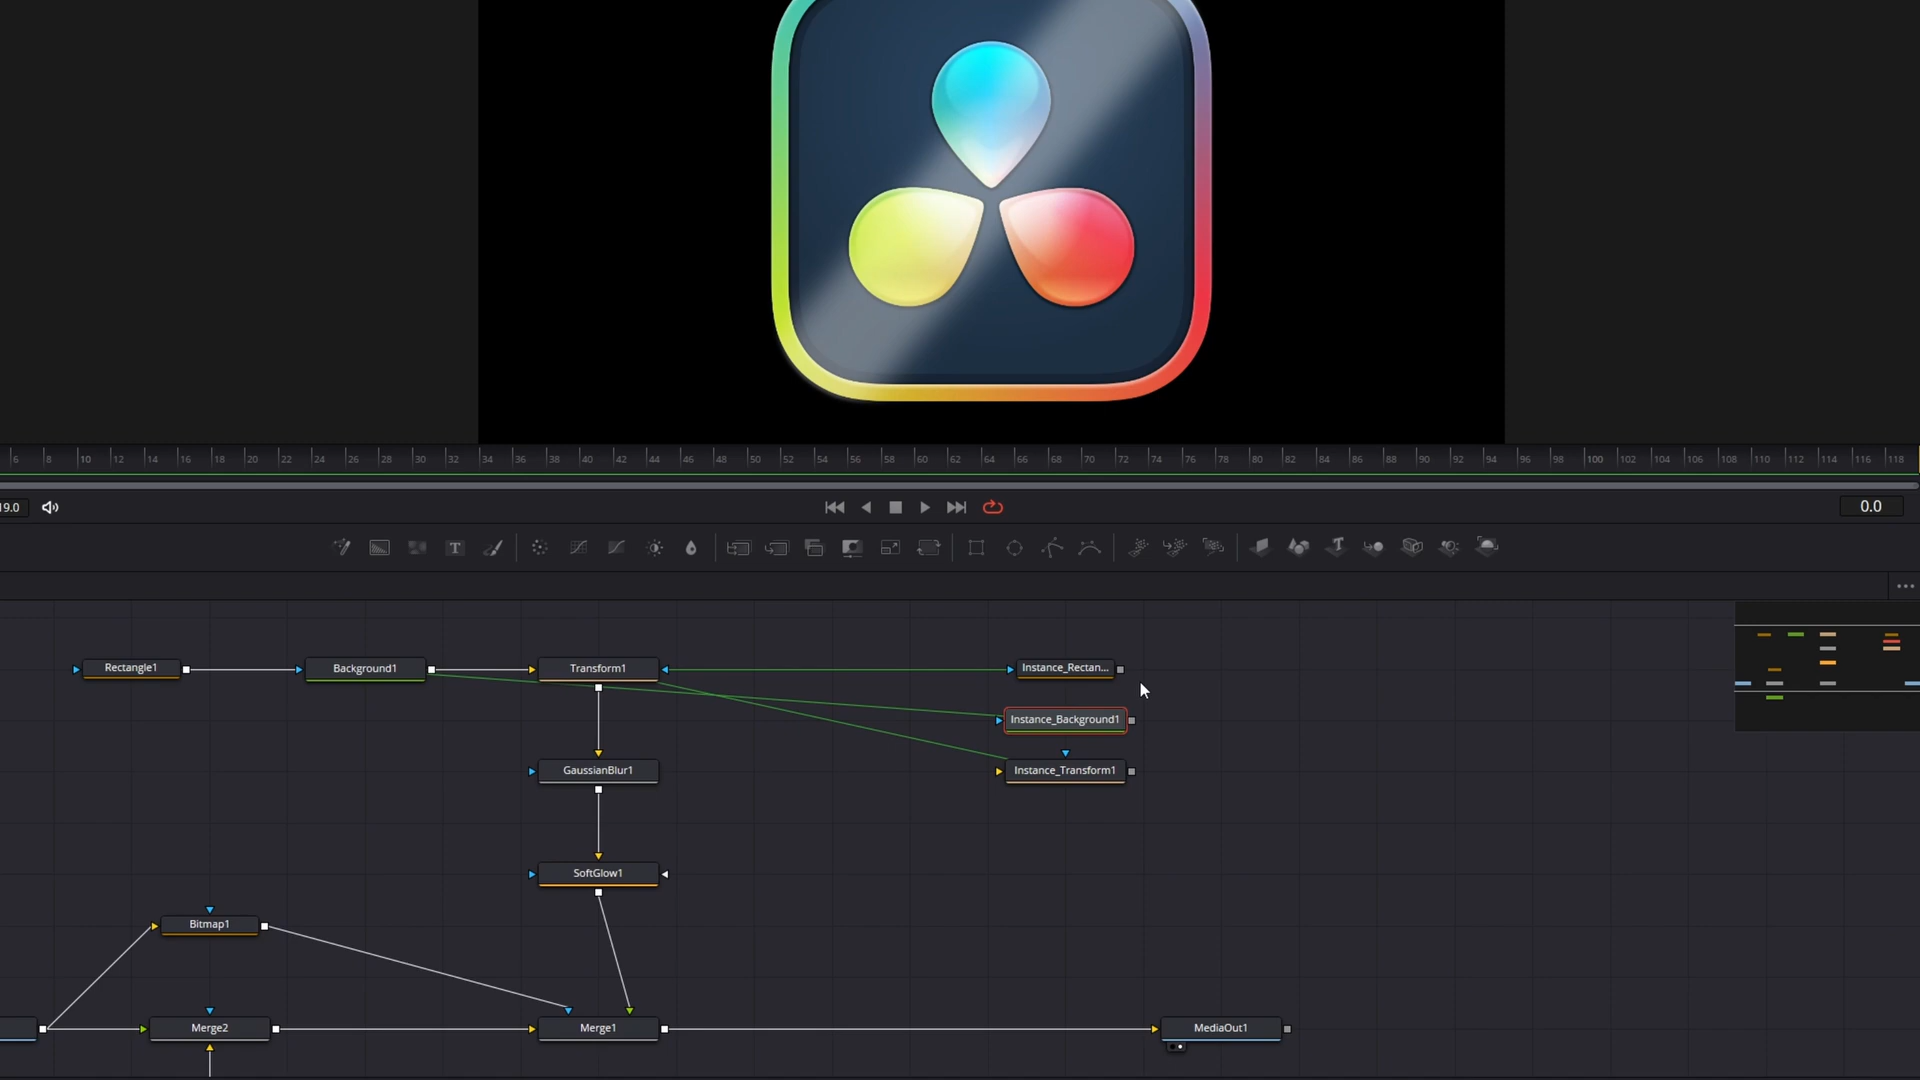 6 8 10 12 14 16 18 20 22 24 26 28 30 32 34 36 38 40 42 44 46 48 50 52 54 56 58 60 62 64 66 68 70 72 74 76 78 80 82 84 86 88 90 92 94 96 98 100 102 104 106 108 110 112 114 116 118
19.0 0.0
T T
Rectangle1 Background1 Transform1 Instance_Rectan...
Instance_Background1
GaussianBlur1 Instance_Transform1
SoftGlow1
Bitmap1
Merge2 Merge1 MediaOut1